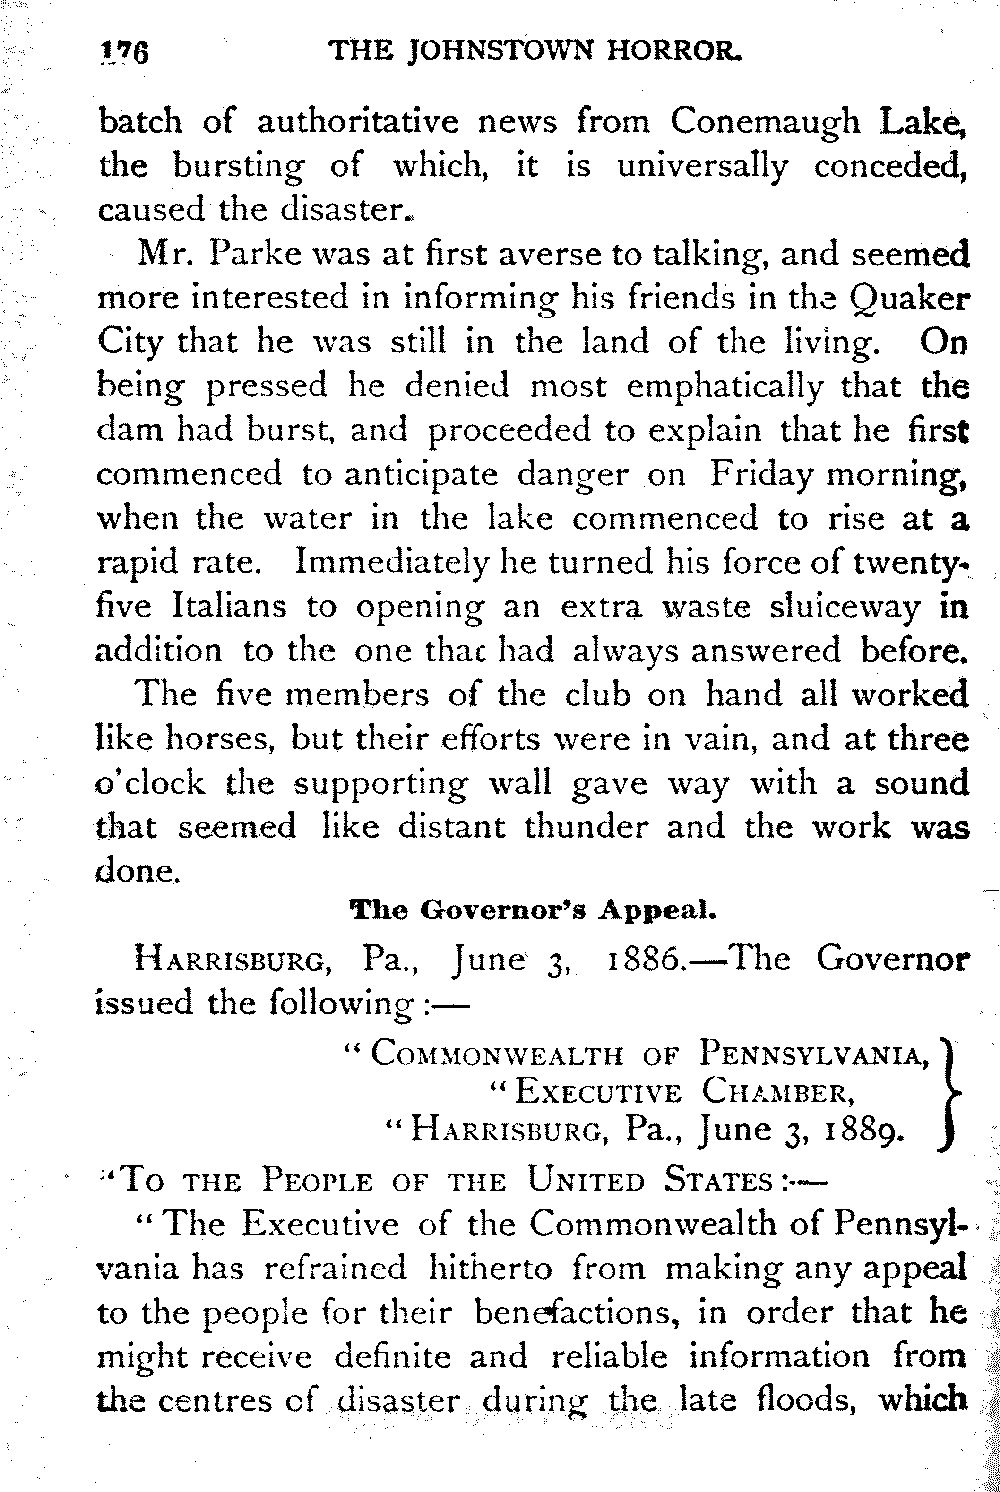 176 THE JOHNSTOWN HORROR.
batch of authoritative news from Conemaugh Lake,
the bursting of which, it is universally conceded,
caused the disaster.
Mr. Parke was at first averse to talking, and seemed
more interested in informing his friends in the Quaker
City that he was still in the land of the living. On
being pressed he denied most emphatically that the
dam had burst, and proceeded to explain that he first
commenced to anticipate danger on Friday morning,
when the water in the lake commenced to rise at a
rapid rate. Immediately he turned his force of twenty-
five Italians to opening an extra waste sluiceway in
addition to the one that had always answered before.
The five members of the club on hand all worked
like horses, but their efforts were in vain, and at three
o'clock the supporting wall gave way with a sound
that seemed like distant thunder and the work was
done.
The Governor's Appeal.
HARRISBURG, Pa., June 3, 1886.—The Governor
issued the following :—
" COMMONWEALTH OF PENNSYLVANIA,
" EXECUTIVE CHAMBER,
" HARRISBURG, Pa., June 3, 1889. }
"TO THE PEOPLE OF THE UNITED STATES :—
" The Executive of the Commonwealth of Pennsyl-
vania has refrained hitherto from making any appeal
to the people for their benefactions, in order that he
might receive definite and reliable information from
the centres of disaster during the late floods, which